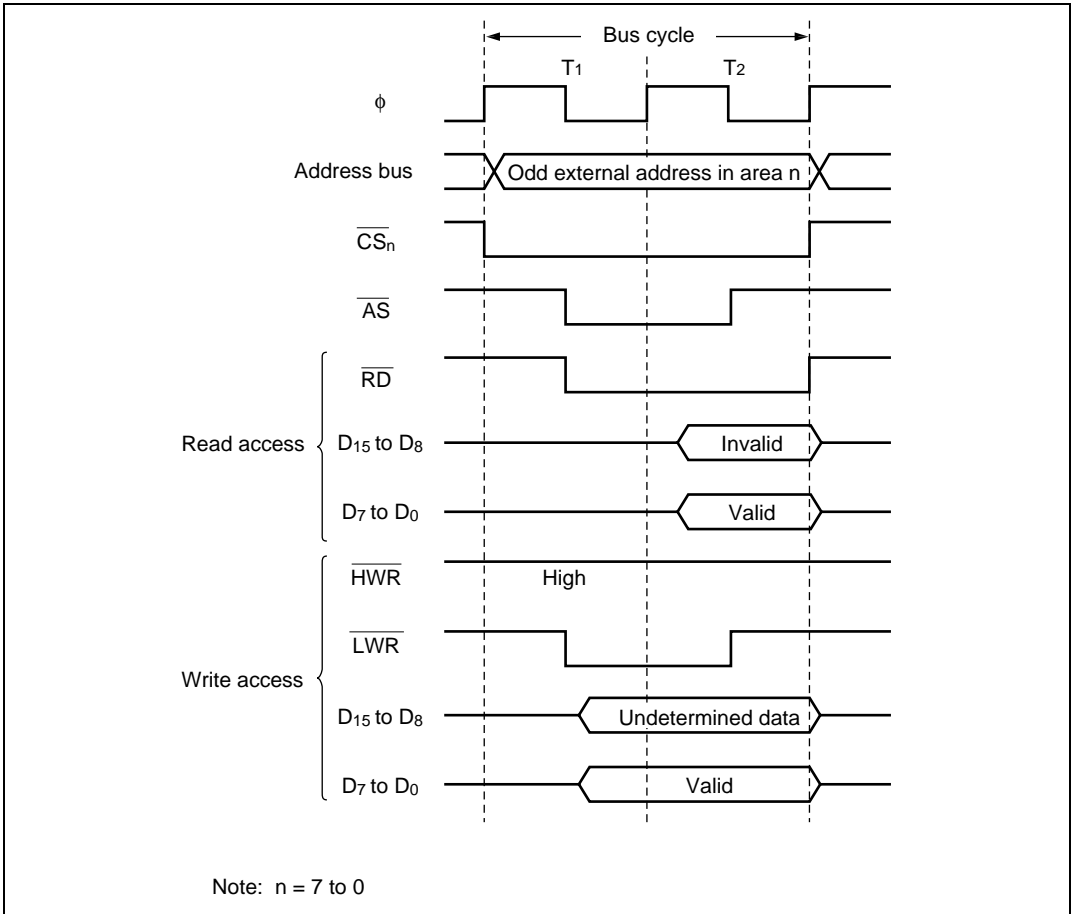 Bus cycle
T1 T2
φ
Address bus Odd external address in area n
CSn
AS
RD
Read access D15 to D8 Invalid
D7 to D0 Valid
HWR High
LWR
Write access
D15 to D8 Undetermined data
D7 to D0 Valid
Note: n = 7 to 0